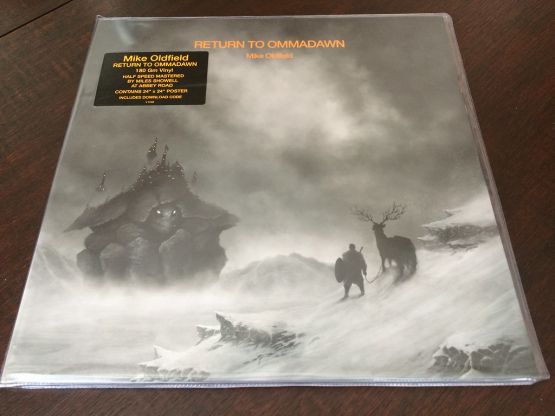 RETURN TO OMMADAWN
Mike Oldfield
Mike Oldfield
RETURN TO OMMADAWN
180 Gm Vinyl
HALF SPEED MASTERED
BY MILES SHOWELL
AT ABBEY ROAD
CONTAINS 24" x 24" POSTER
INCLUDES DOWNLOAD CODE